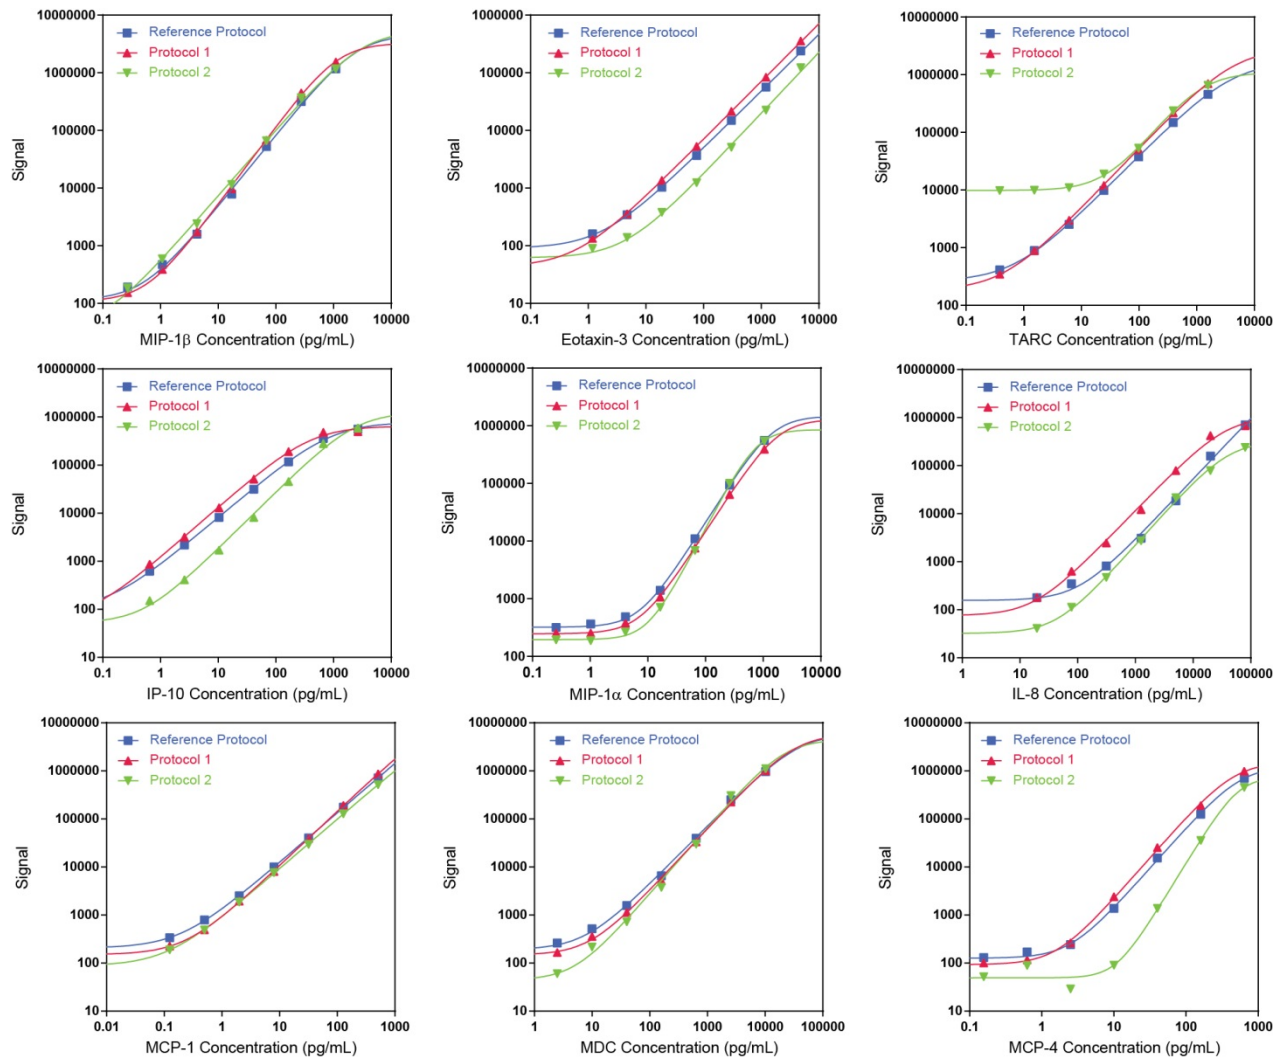 10000000
1000000
100000
10000
1000
100
Signal
Reference Protocol
Protocol 1
Protocol 2
0.1 1 10 100 1000 10000
MIP-1β Concentration (pg/mL)
1000000
100000
10000
1000
100
10
Signal
Reference Protocol
Protocol 1
Protocol 2
0.1 1 10 100 1000 10000
Eotaxin-3 Concentration (pg/mL)
10000000
1000000
100000
10000
1000
100
Signal
Reference Protocol
Protocol 1
Protocol 2
0.1 1 10 100 1000 10000
TARC Concentration (pg/mL)
10000000
1000000
100000
10000
1000
100
10
Signal
Reference Protocol
Protocol 1
Protocol 2
0.1 1 10 100 1000 10000
IP-10 Concentration (pg/mL)
10000000
1000000
100000
10000
1000
100
Signal
Reference Protocol
Protocol 1
Protocol 2
0.1 1 10 100 1000 10000
MIP-1α Concentration (pg/mL)
10000000
1000000
100000
10000
1000
100
10
Signal
Reference Protocol
Protocol 1
Protocol 2
1 10 100 1000 10000 100000
IL-8 Concentration (pg/mL)
10000000
1000000
100000
10000
1000
100
10
Signal
Reference Protocol
Protocol 1
Protocol 2
0.01 0.1 1 10 100 1000
MCP-1 Concentration (pg/mL)
10000000
1000000
100000
10000
1000
100
10
Signal
Reference Protocol
Protocol 1
Protocol 2
1 10 100 1000 10000 100000
MDC Concentration (pg/mL)
10000000
1000000
100000
10000
1000
100
10
Signal
Reference Protocol
Protocol 1
Protocol 2
0.1 1 10 100 1000
MCP-4 Concentration (pg/mL)